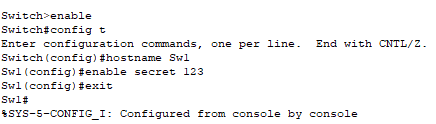 Switch>enable
Switch#config t
Enter configuration commands, one per line.  End with CNTL/Z.
Switch(config)#hostname Sw1
Sw1(config)#enable secret 123
Sw1(config)#exit
Sw1#
%SYS-5-CONFIG_I: Configured from console by console